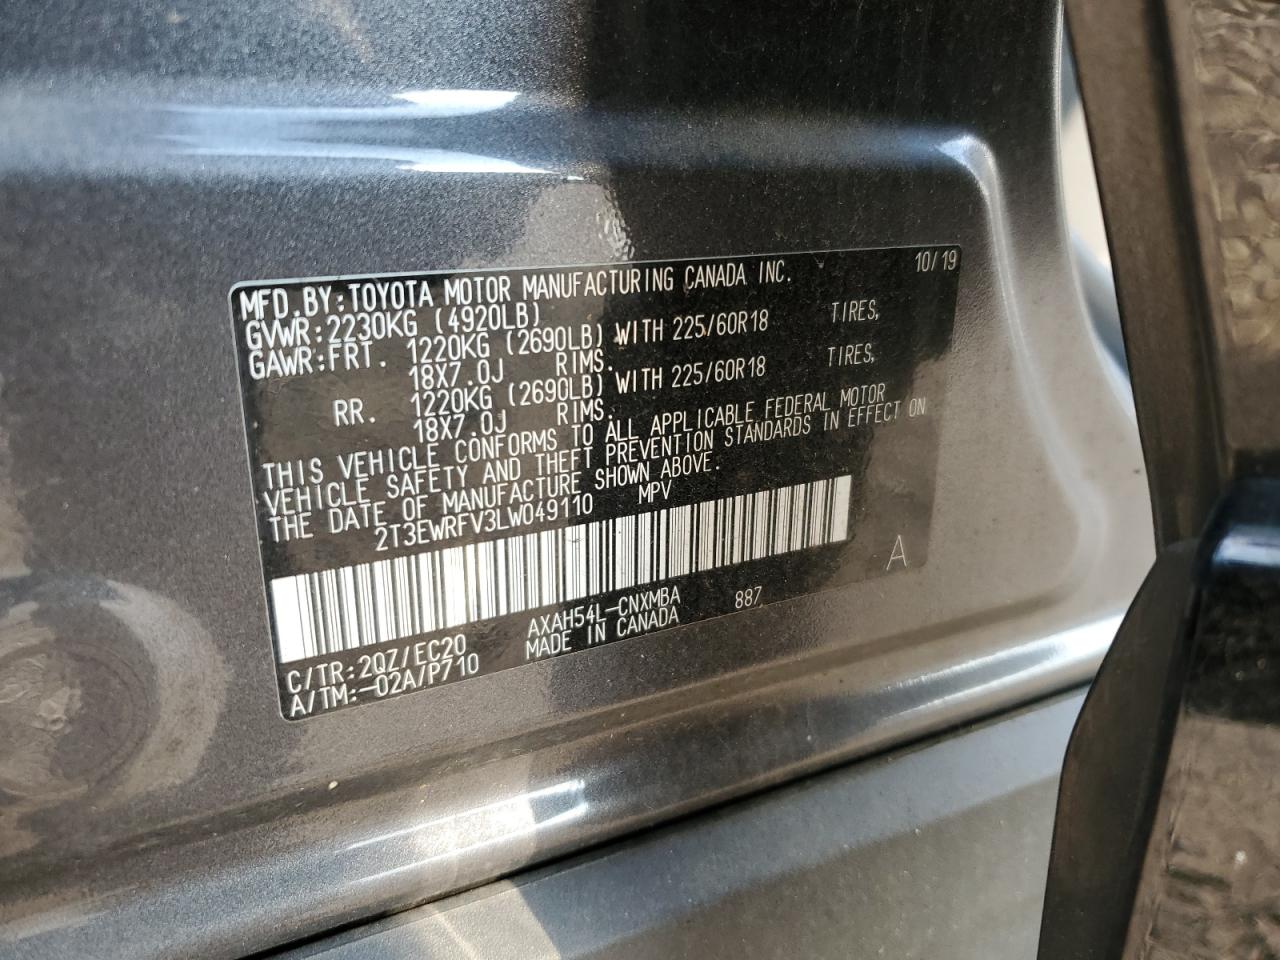 MFD.BY:TOYOTA MOTOR MANUFACTURING CANADA INC. 10/19
GVWR:2230KG (4920LB)
GAWR:FRT. 1220KG (2690LB) WITH 225/60R18 TIRES,
18X7.0J RIMS.
RR. 1220KG (2690LB) WITH 225/60R18 TIRES,
18X7.0J RIMS.
THIS VEHICLE CONFORMS TO ALL APPLICABLE FEDERAL MOTOR
VEHICLE SAFETY AND THEFT PREVENTION STANDARDS IN EFFECT ON
THE DATE OF MANUFACTURE SHOWN ABOVE.
2T3EWRFV3LW049110 MPV
A
AXAH54L-CNXMBA 887
C/TR:2QZ/EC20 MADE IN CANADA
A/TM:-02A/P710